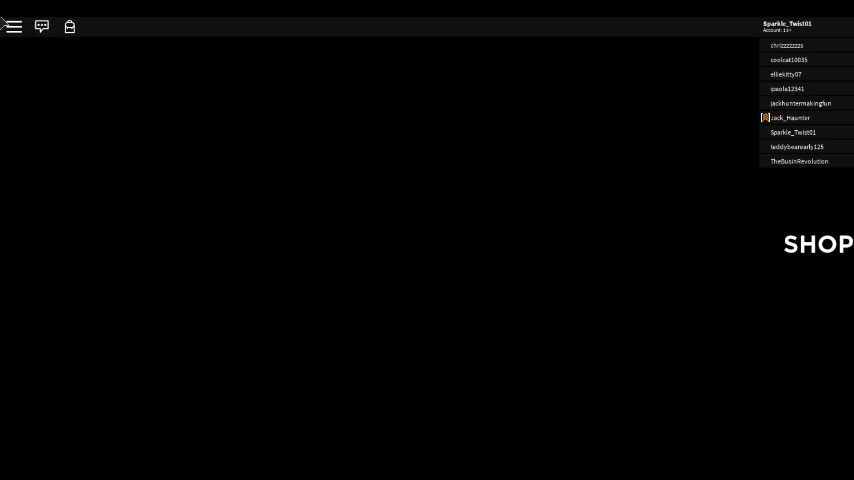 Sparkle_Twist01
Account: 13+
chrizzzzzzzs
coolcat10035
elliekitty07
ipaola12341
jackhuntermakingfun
Jack_Haunter
Sparkle_Twist01
teddybearearly125
TheBusinRevolution
SHOP